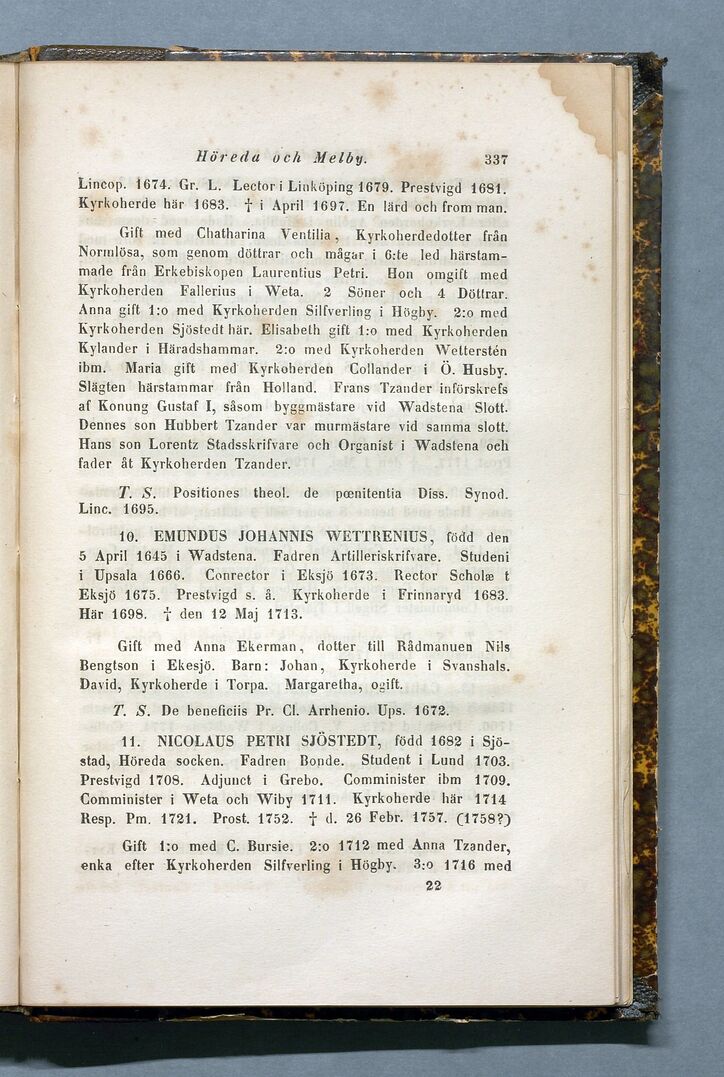 Höreda och Melby. 337
Lincop. 1674. Gr. L. Lector i Linköping 1679. Prestvigd 1681.
Kyrkoherde här 1683. † i April 1697. En lärd och from man.
Gift med Chatharina Ventilia, Kyrkoherdedotter från
Normlösa, som genom döttrar och mågar i 6:te led härstam-
made från Erkebiskopen Laurentius Petri. Hon omgift med
Kyrkoherden Fallerius i Weta. 2 Söner och 4 Döttrar.
Anna gift 1:o med Kyrkoherden Silfverling i Högby. 2:o med
Kyrkoherden Sjöstedt här. Elisabeth gift 1:o med Kyrkoherden
Kylander i Häradshammar. 2:o med Kyrkoherden Wetterstén
ibm. Maria gift med Kyrkoherden Collander i Ö. Husby.
Slägten härstammar från Holland. Frans Tzander införskrefs
af Konung Gustaf I, såsom byggmästare vid Wadstena Slott.
Dennes son Hubbert Tzander var murmästare vid samma slott.
Hans son Lorentz Stadsskrifvare och Organist i Wadstena och
fader åt Kyrkoherden Tzander.
T. S. Positiones theol. de pœnitentia Diss. Synod.
Linc. 1695.
10. EMUNDUS JOHANNIS WETTRENIUS, född den
5 April 1645 i Wadstena. Fadren Artilleriskrifvare. Studeni
i Upsala 1666. Conrector i Eksjö 1673. Rector Scholæ t
Eksjö 1675. Prestvigd s. å. Kyrkoherde i Frinnaryd 1683.
Här 1698. † den 12 Maj 1713.
Gift med Anna Ekerman, dotter till Rådmanuen Nils
Bengtson i Ekesjö. Barn: Johan, Kyrkoherde i Svanshals.
David, Kyrkoherde i Torpa. Margaretha, ogift.
T. S. De beneficiis Pr. Cl. Arrhenio. Ups. 1672.
11. NICOLAUS PETRI SJÖSTEDT, född 1682 i Sjö-
stad, Höreda socken. Fadren Bonde. Student i Lund 1703.
Prestvigd 1708. Adjunct i Grebo. Comminister ibm 1709.
Comminister i Weta och Wiby 1711. Kyrkoherde här 1714
Resp. Pm. 1721. Prost. 1752. † d. 26 Febr. 1757. (1758?)
Gift 1:o med C. Bursie. 2:o 1712 med Anna Tzander,
enka efter Kyrkoherden Silfverling i Högby. 3:o 1716 med
22